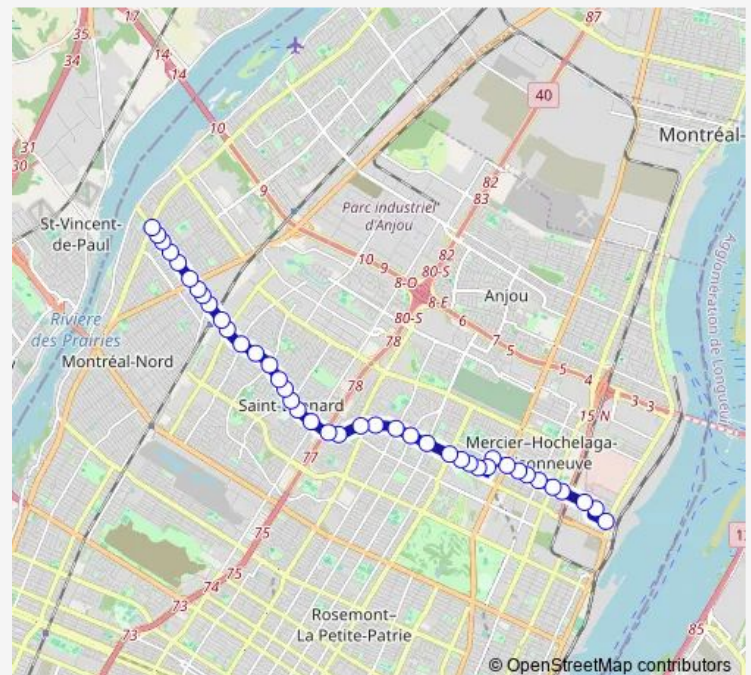 17
35
34
14
14
87
40
Montréal-
10
31
30
9
82
83
Parc industriel
d'Anjou
St-Vincent-
de-Paul
10
9
82
80-S
8-O
8-E
80-S
Anjou
6
7
5
5
4
3
3
Agglomération de Longueuil
Rivière
des Prairies
78
Montréal-Nord
78
15 N
77
Mercier–Hochelaga-
75
74
75
73
73
Rosemont–
La Petite-Patrie
85
© OpenStreetMap contributors